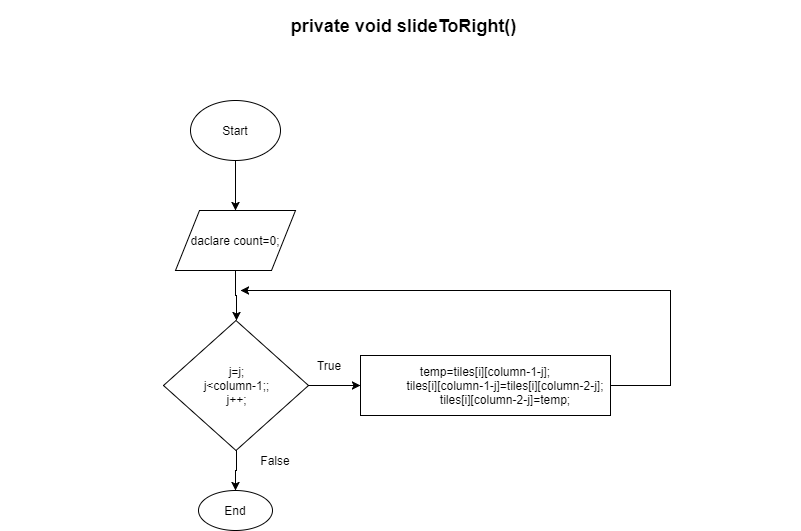 private void slideToRight()
Start
daclare count=0;
j=j;
j<column-1;;
j++;
True
temp=tiles[i][column-1-j];
tiles[i][column-1-j]=tiles[i][column-2-j];
tiles[i][column-2-j]=temp;
False
End